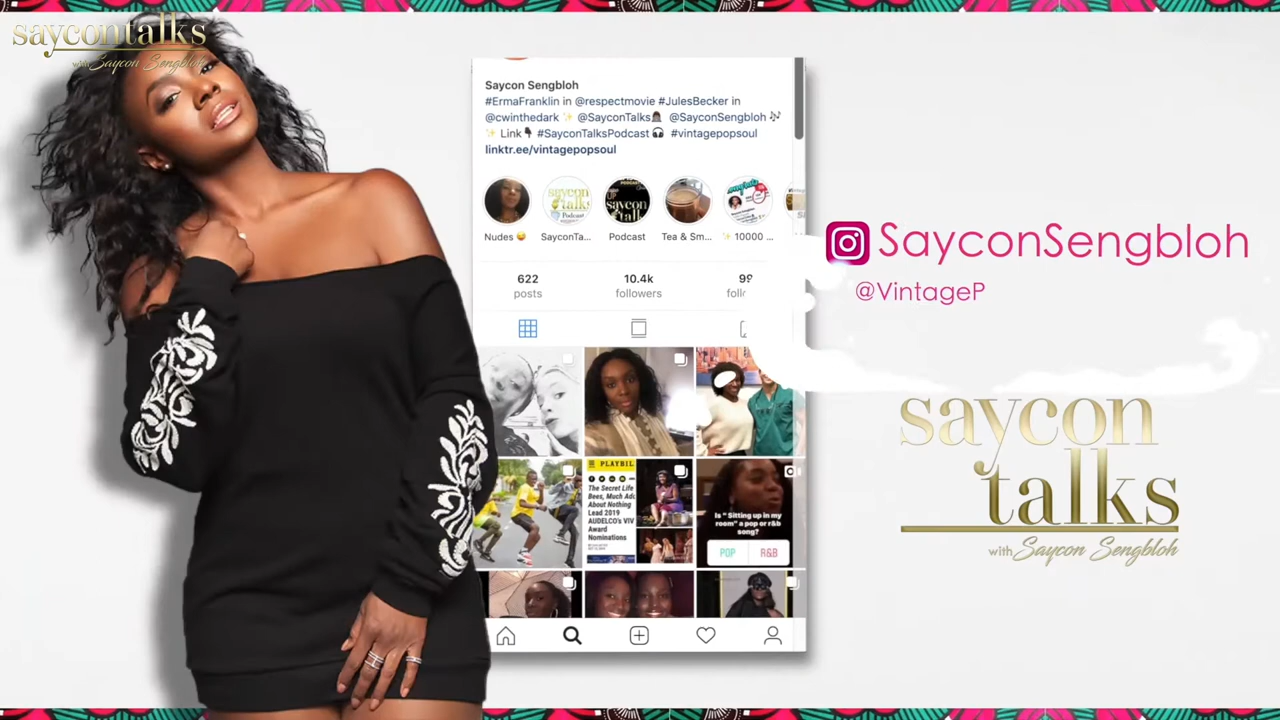 saycontalks
with Saycon Sengbloh
Saycon Sengbloh
#ErmaFranklin in @respectmovie #JulesBecker in
@cwinthedark ✨ @SayconTalks @SayconSengbloh 🎶
✨ Link #SayconTalksPodcast 🎧 #vintagepopsoul
linktr.ee/vintagepopsoul
Nudes 😄 SayconTa... Podcast Tea & Sm... ✨ 10000 ...
622 10.4k 99
posts followers foll
PLAYBIL
The Secret Life
Bees, Much Ado
About Nothing
Lead 2019
AUDELCO's VIV
Award
Nominations
Is " Sitting up in my
room" a pop or r&b
song?
POP R&B
SayconSengbloh
@VintageP
saycon
talks
with Saycon Sengbloh